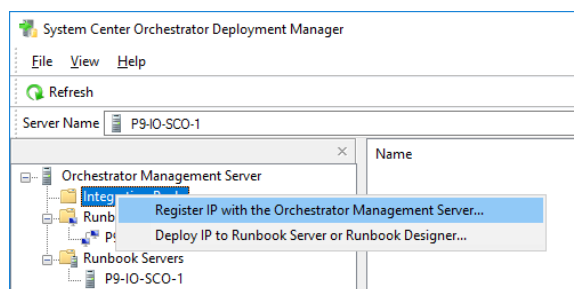 System Center Orchestrator Deployment Manager
File View Help
Refresh
Server Name P9-IO-SCO-1
Name
Orchestrator Management Server
Register IP with the Orchestrator Management Server...
Deploy IP to Runbook Server or Runbook Designer...
Runbook Servers
P9-IO-SCO-1